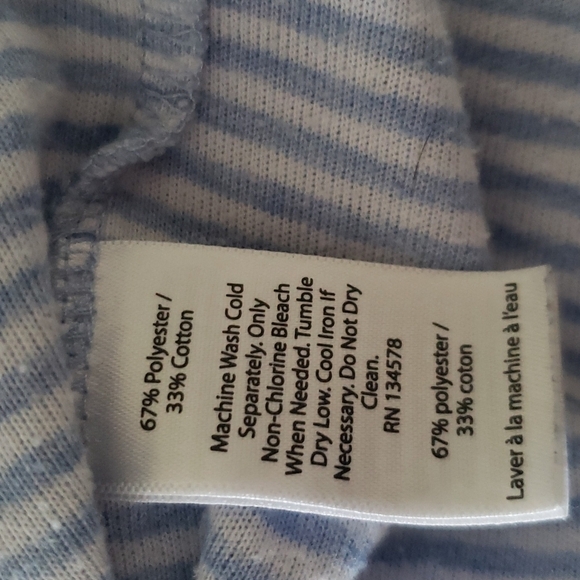 67% Polyester /
33% Cotton
Machine Wash Cold
Separately. Only
Non-Chlorine Bleach
When Needed. Tumble
Dry Low. Cool Iron If
Necessary. Do Not Dry
Clean.
RN 134578
67% polyester /
33% coton
Laver à la machine à l'eau